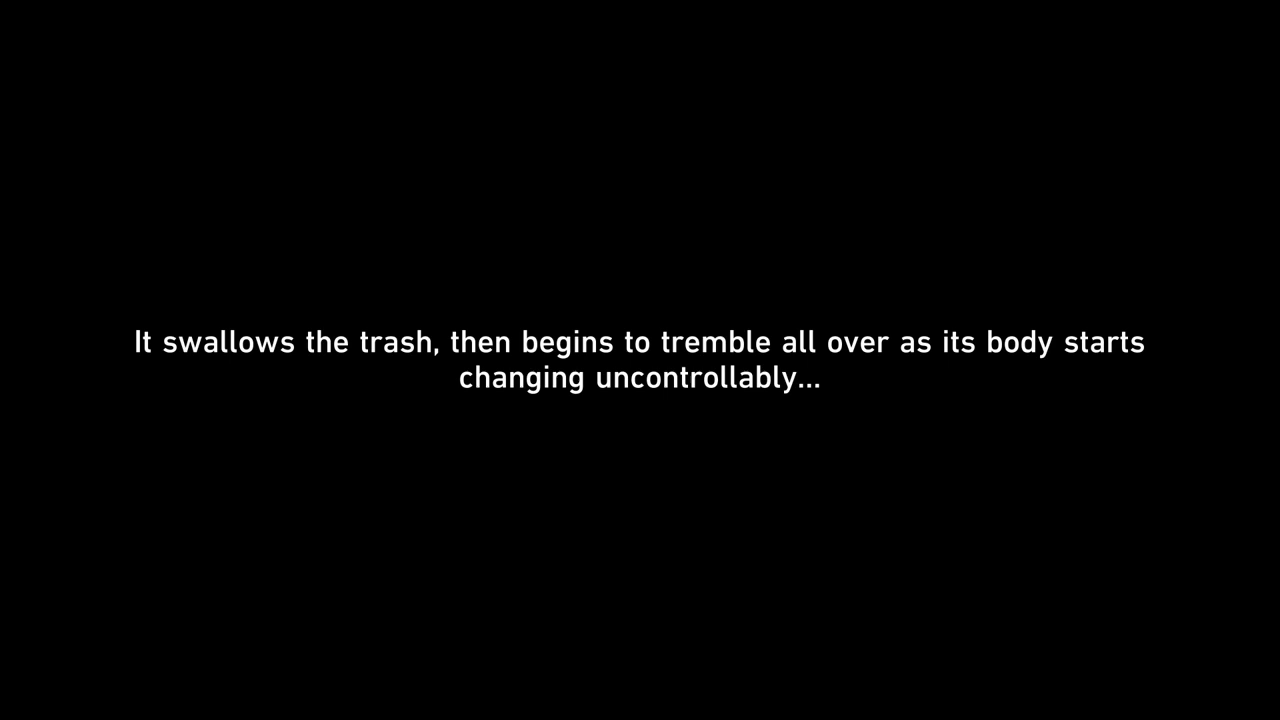 It swallows the trash, then begins to tremble all over as its body starts
changing uncontrollably...